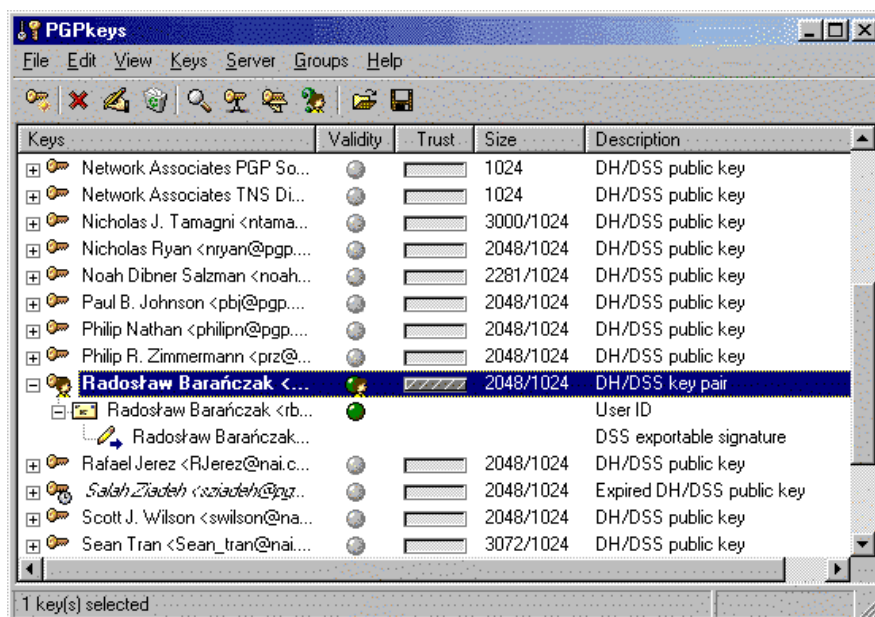 PGPkeys
File Edit View Keys Server Groups Help
Keys Validity Trust Size Description
Network Associates PGP So... 1024 DH/DSS public key
Network Associates TNS Di... 1024 DH/DSS public key
Nicholas J. Tamagni <ntama... 3000/1024 DH/DSS public key
Nicholas Ryan <nryan@pgp.... 2048/1024 DH/DSS public key
Noah Dibner Salzman <noah... 2281/1024 DH/DSS public key
Paul B. Johnson <pbj@pgp.... 2048/1024 DH/DSS public key
Philip Nathan <philipn@pgp.... 2048/1024 DH/DSS public key
Philip R. Zimmermann <prz@... 2048/1024 DH/DSS public key
Radosław Barańczak <... 2048/1024 DH/DSS key pair
Radosław Barańczak <rb... User ID
Radosław Barańczak... DSS exportable signature
Rafael Jerez <RJerez@nai.c... 2048/1024 DH/DSS public key
Salah Ziadeh <sziadeh@pg... 2048/1024 Expired DH/DSS public key
Scott J. Wilson <swilson@na... 2048/1024 DH/DSS public key
Sean Tran <Sean_tran@nai.... 3072/1024 DH/DSS public key
1 key(s) selected